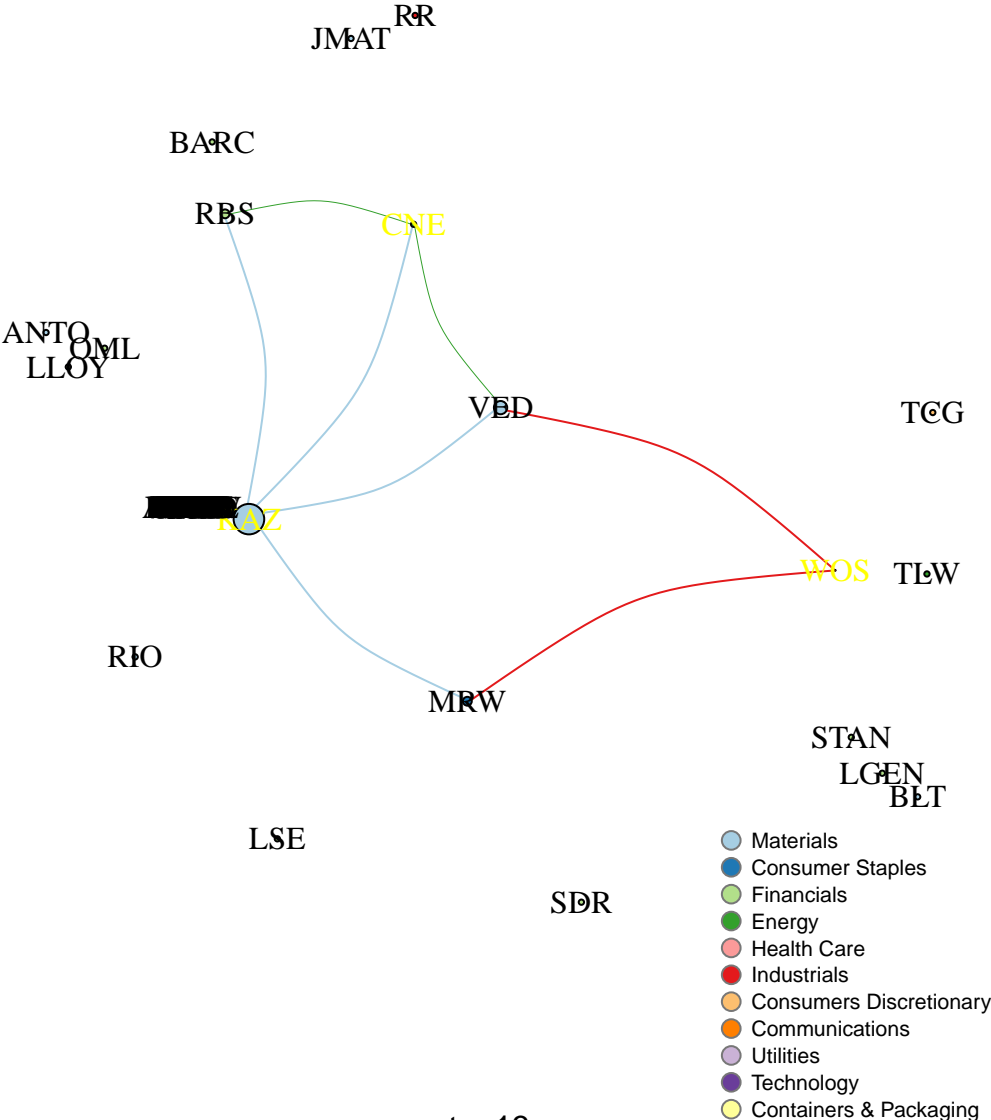 RR
JMAT
BARC
RBS
CNE
ANTO
OML
LLOY
VED
TCG
KAZ
WOS
TLW
RIO
MRW
STAN
LGEN
BLT
LSE
SDR
Materials
Consumer Staples
Financials
Energy
Health Care
Industrials
Consumers Discretionary
Communications
Utilities
Technology
Containers & Packaging